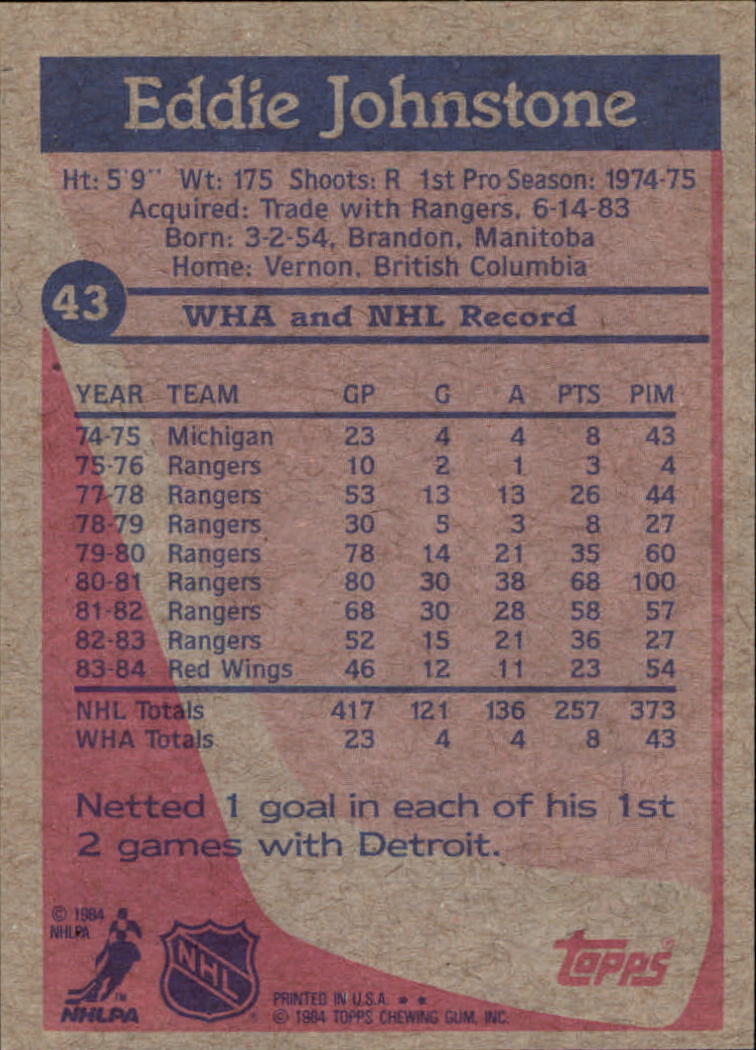 Eddie Johnstone
Ht: 5'9" Wt: 175 Shoots: R 1st Pro Season: 1974-75
Acquired: Trade with Rangers, 6-14-83
Born: 3-2-54, Brandon, Manitoba
Home: Vernon, British Columbia
43
WHA and NHL Record
YEAR TEAM GP G A PTS PIM
74-75 Michigan 23 4 4 8 43
75-76 Rangers 10 2 1 3 4
77-78 Rangers 53 13 13 26 44
78-79 Rangers 30 5 3 8 27
79-80 Rangers 78 14 21 35 60
80-81 Rangers 80 30 38 68 100
81-82 Rangers 68 30 28 58 57
82-83 Rangers 52 15 21 36 27
83-84 Red Wings 46 12 11 23 54
NHL Totals 417 121 136 257 373
WHA Totals 23 4 4 8 43
Netted 1 goal in each of his 1st
2 games with Detroit.
© 1984
NHLPA
NHLPA™
NHL
topps®
PRINTED IN U.S.A. * *
© 1984 TOPPS CHEWING GUM, INC.